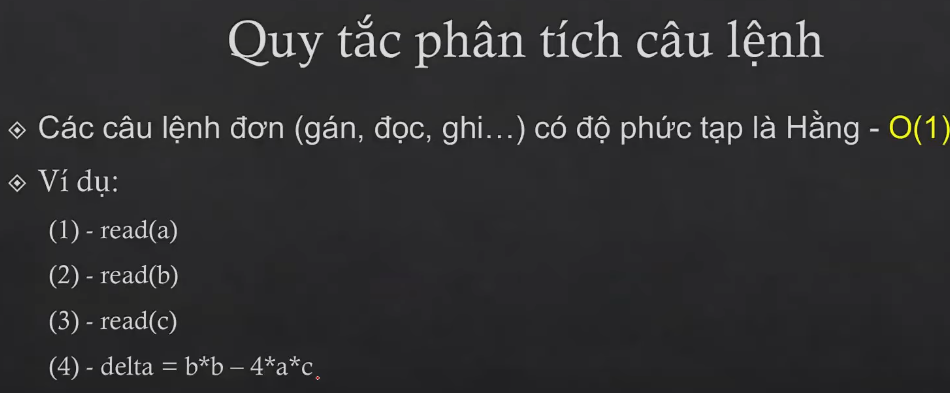 Quy tắc phân tích câu lệnh
Các câu lệnh đơn (gán, đọc, ghi…) có độ phức tạp là Hằng - O(1)
Ví dụ:
(1) - read(a)
(2) - read(b)
(3) - read(c)
(4) - delta = b*b – 4*a*c